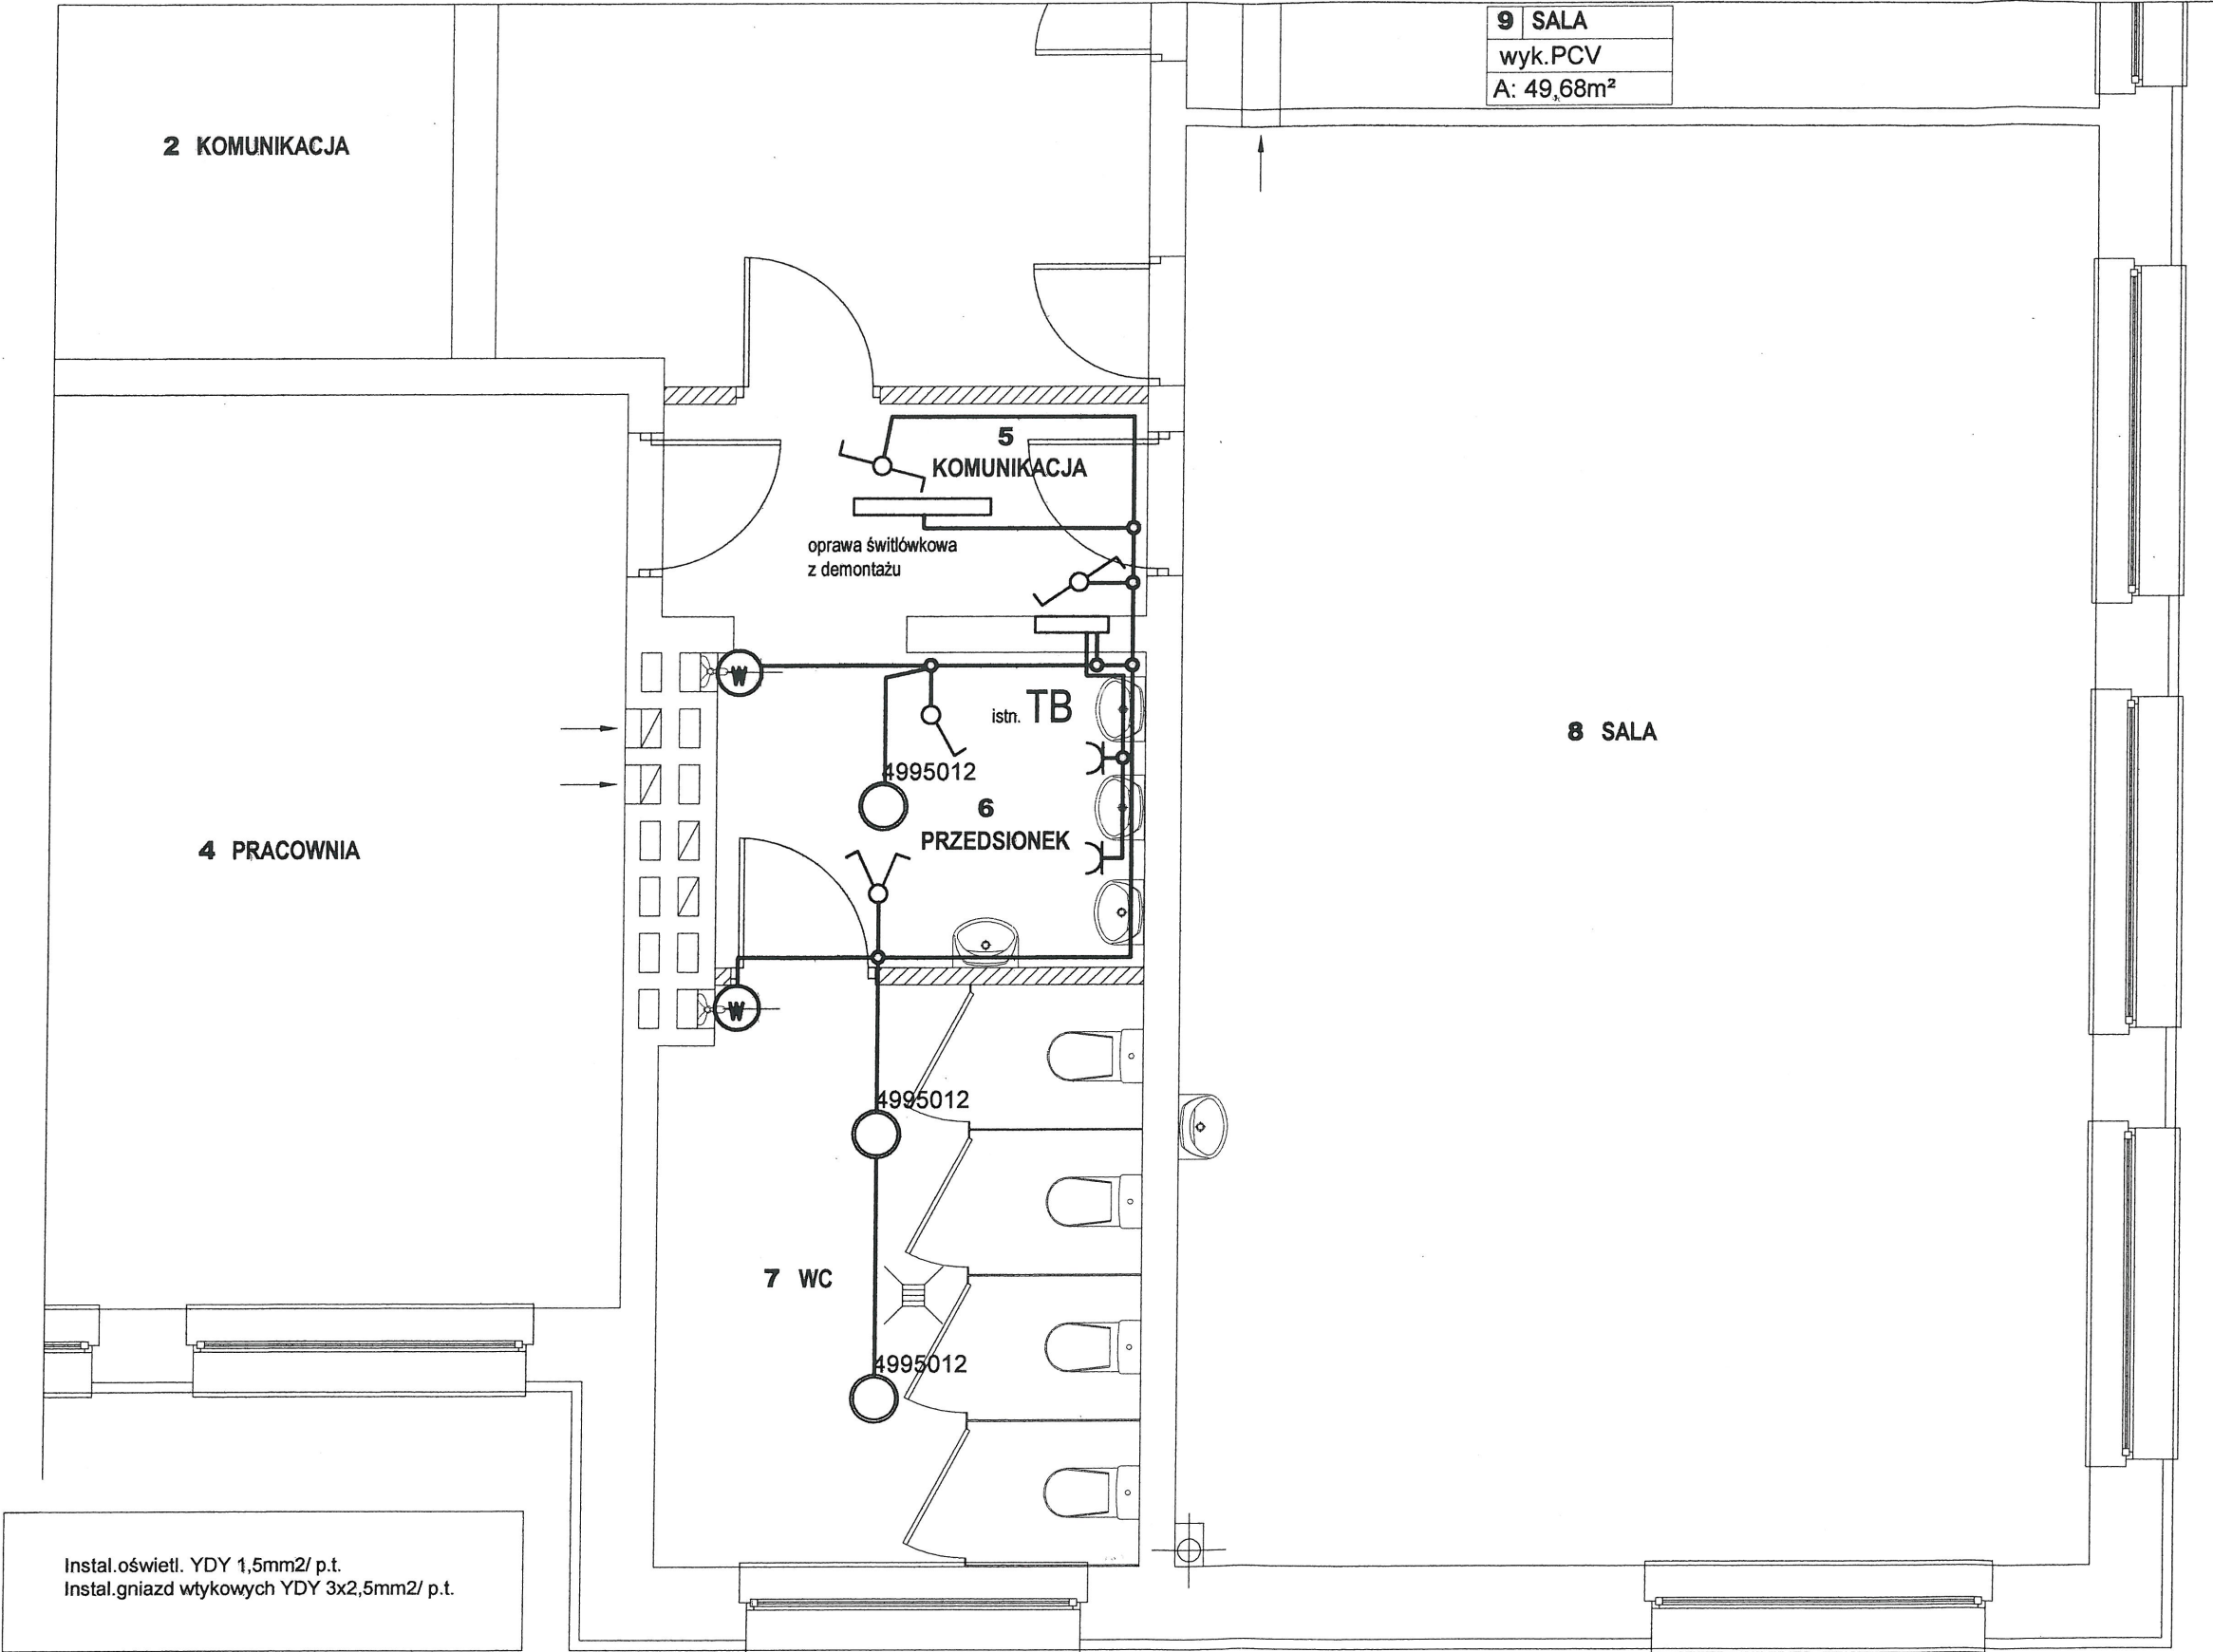 9 SALA
wyk.PCV
A: 49,68m²
2 KOMUNIKACJA
5
KOMUNIKACJA
oprawa świtlówkowa
z demontażu
W
istn. TB
8 SALA
4995012
6
PRZEDSIONEK
4 PRACOWNIA
W
4995012
7 WC
4995012
Instal.oświetl. YDY 1,5mm2/ p.t.
Instal.gniazd wtykowych YDY 3x2,5mm2/ p.t.